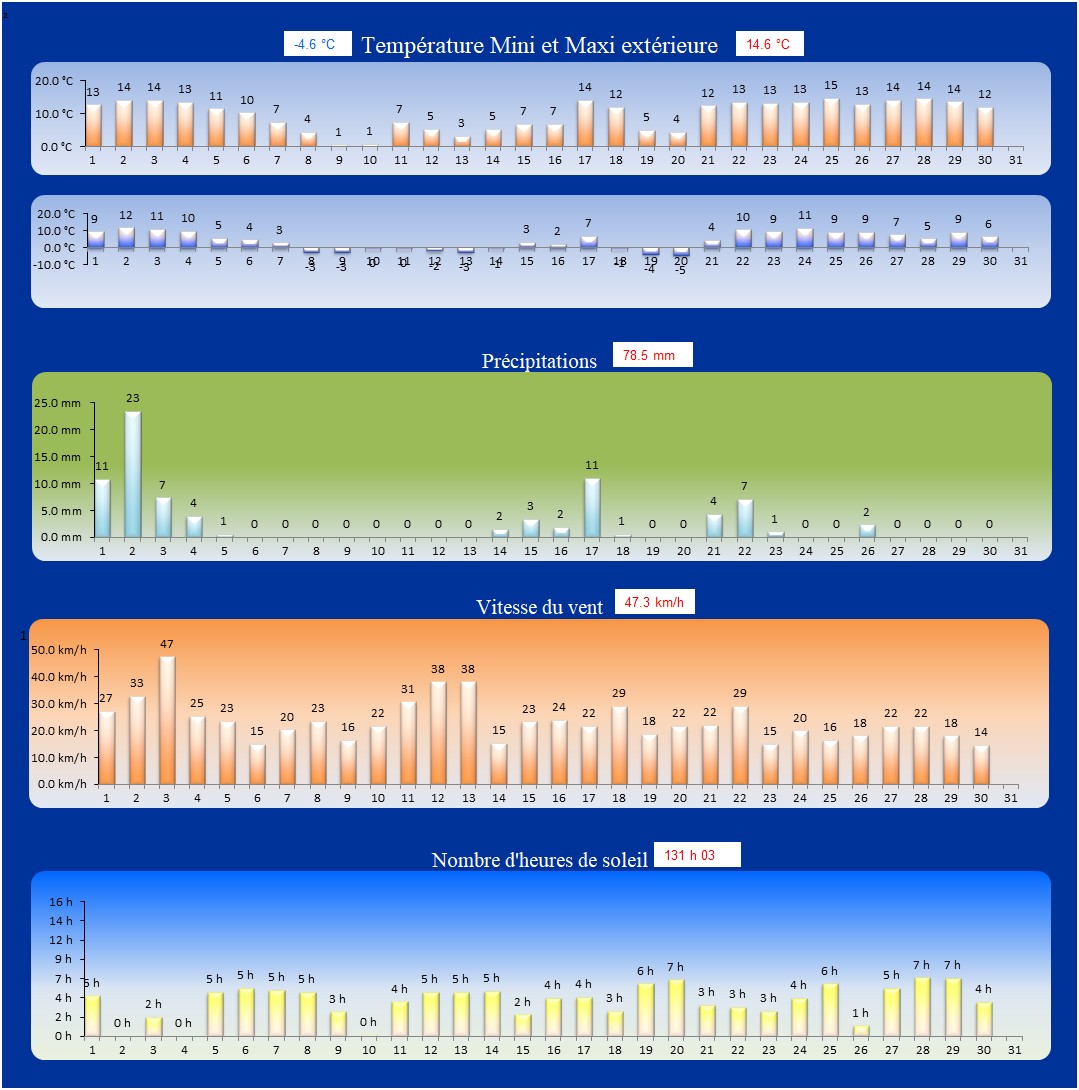 -4.6 °C Température Mini et Maxi extérieure 14.6 °C
20.0 °C
10.0 °C
0.0 °C
13 14 14 13 11 10 7 4 1 1 7 5 3 5 7 7 14 12 5 4 12 13 13 13 15 13 14 14 14 12
1 2 3 4 5 6 7 8 9 10 11 12 13 14 15 16 17 18 19 20 21 22 23 24 25 26 27 28 29 30 31
20.0 °C
10.0 °C
0.0 °C
-10.0 °C
9 12 11 10 5 4 3 -3 -3 0 0 -2 -3 -1 3 2 7 -1 -4 -5 4 10 9 11 9 9 7 5 9 6
1 2 3 4 5 6 7 8 9 10 11 12 13 14 15 16 17 18 19 20 21 22 23 24 25 26 27 28 29 30 31
Précipitations 78.5 mm
25.0 mm
20.0 mm
15.0 mm
10.0 mm
5.0 mm
0.0 mm
11 23 7 4 1 0 0 0 0 0 0 0 0 2 3 2 11 1 0 0 4 7 1 0 0 2 0 0 0 0
1 2 3 4 5 6 7 8 9 10 11 12 13 14 15 16 17 18 19 20 21 22 23 24 25 26 27 28 29 30 31
Vitesse du vent 47.3 km/h
1
50.0 km/h
40.0 km/h
30.0 km/h
20.0 km/h
10.0 km/h
0.0 km/h
27 33 47 25 23 15 20 23 16 22 31 38 38 15 23 24 22 29 18 22 22 29 15 20 16 18 22 22 18 14
1 2 3 4 5 6 7 8 9 10 11 12 13 14 15 16 17 18 19 20 21 22 23 24 25 26 27 28 29 30 31
Nombre d'heures de soleil 131 h 03
16 h
14 h
12 h
9 h
7 h
4 h
2 h
0 h
5 h 0 h 2 h 0 h 5 h 5 h 5 h 5 h 3 h 0 h 4 h 5 h 5 h 5 h 2 h 4 h 4 h 3 h 6 h 7 h 3 h 3 h 3 h 4 h 6 h 1 h 5 h 7 h 7 h 4 h
1 2 3 4 5 6 7 8 9 10 11 12 13 14 15 16 17 18 19 20 21 22 23 24 25 26 27 28 29 30 31